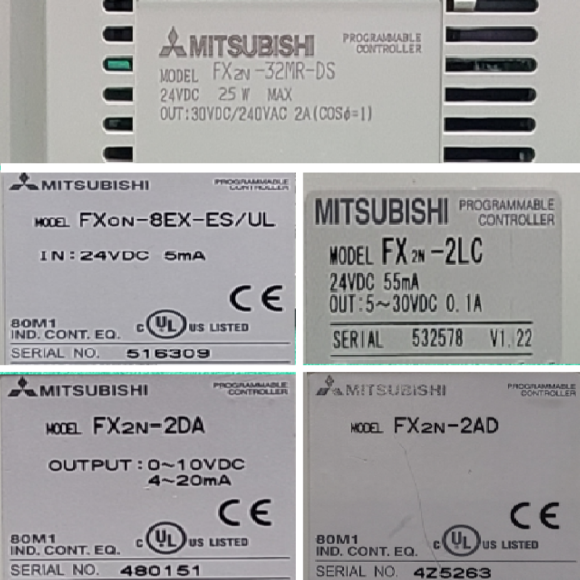 MITSUBISHI PROGRAMMABLE
CONTROLLER
MODEL FX2N-32MR-DS
24VDC 25W MAX
OUT:30VDC/240VAC 2A(COSφ=1)
MITSUBISHI PROGRAMMABLE
CONTROLLER
MODEL FX0N-8EX-ES/UL
IN:24VDC 5mA
CE
80M1
IND. CONT. EQ. C UL US LISTED
SERIAL NO. 516309
MITSUBISHI PROGRAMMABLE
CONTROLLER
MODEL FX2N-2LC
24VDC 55mA
OUT:5~30VDC 0.1A
SERIAL 532578 V1.22
MITSUBISHI PROGRAMMABLE
CONTROLLER
MODEL FX2N-2DA
OUTPUT:0~10VDC
4~20mA
CE
80M1
IND. CONT. EQ. C UL US LISTED
SERIAL NO. 480151
MITSUBISHI PROGRAMMABLE
CONTROLLER
MODEL FX2N-2AD
CE
80M1
IND. CONT. EQ. C UL US LISTED
SERIAL NO. 4Z5263